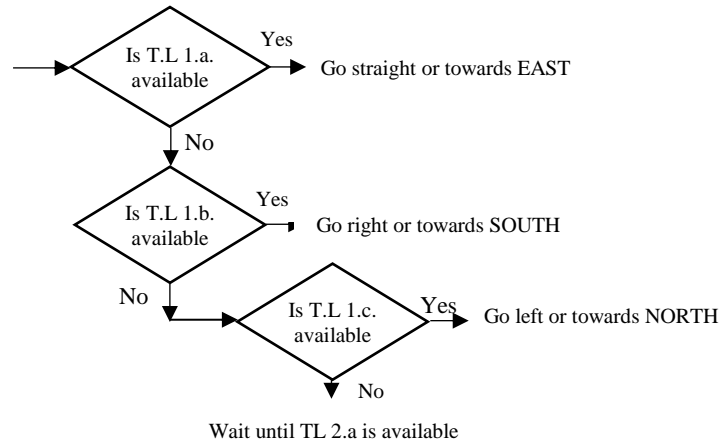 Is T.L 1.a.
available
Yes
Go straight or towards EAST
No
Is T.L 1.b.
available
Yes
Go right or towards SOUTH
No
Is T.L 1.c.
available
Yes
Go left or towards NORTH
No
Wait until TL 2.a is available